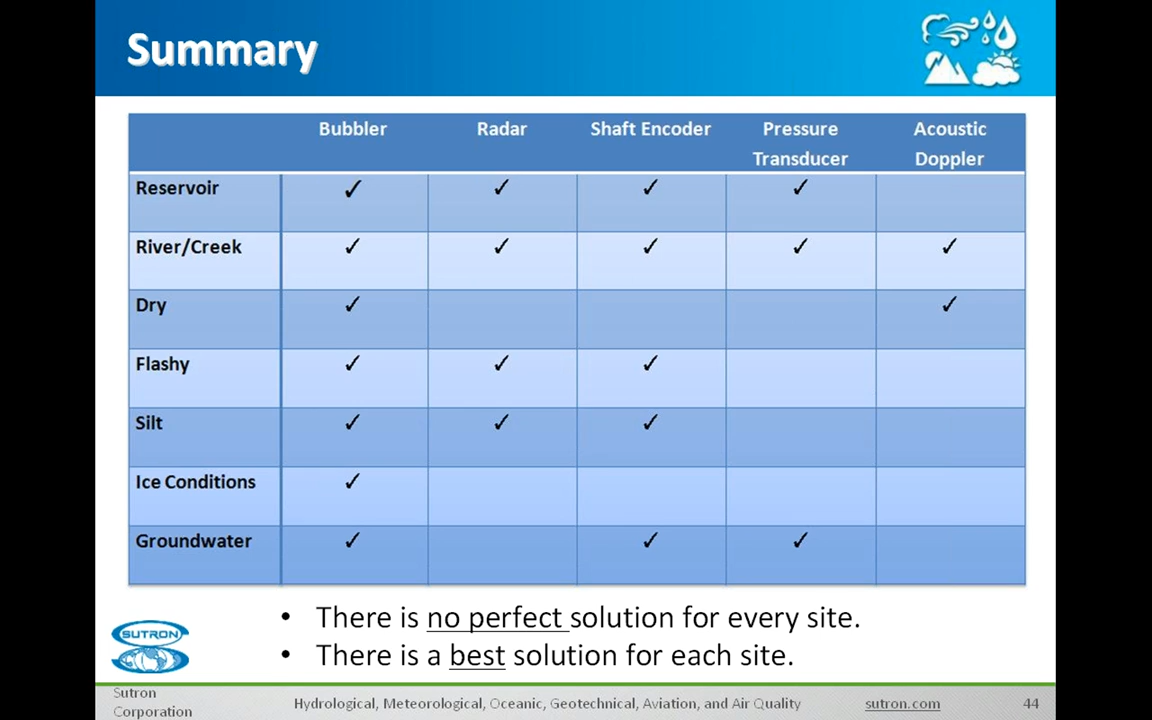 Summary
Bubbler Radar Shaft Encoder Pressure Transducer Acoustic Doppler
Reservoir ✓ ✓ ✓ ✓
River/Creek ✓ ✓ ✓ ✓ ✓
Dry ✓ ✓
Flashy ✓ ✓ ✓
Silt ✓ ✓ ✓
Ice Conditions ✓
Groundwater ✓ ✓ ✓
• There is no perfect solution for every site.
• There is a best solution for each site.
SUTRON
Sutron
Corporation
Hydrological, Meteorological, Oceanic, Geotechnical, Aviation, and Air Quality
sutron.com
44